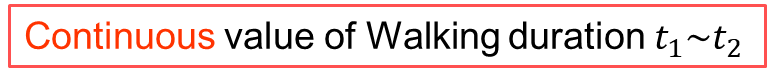 Continuous value of Walking duration t₁~t₂